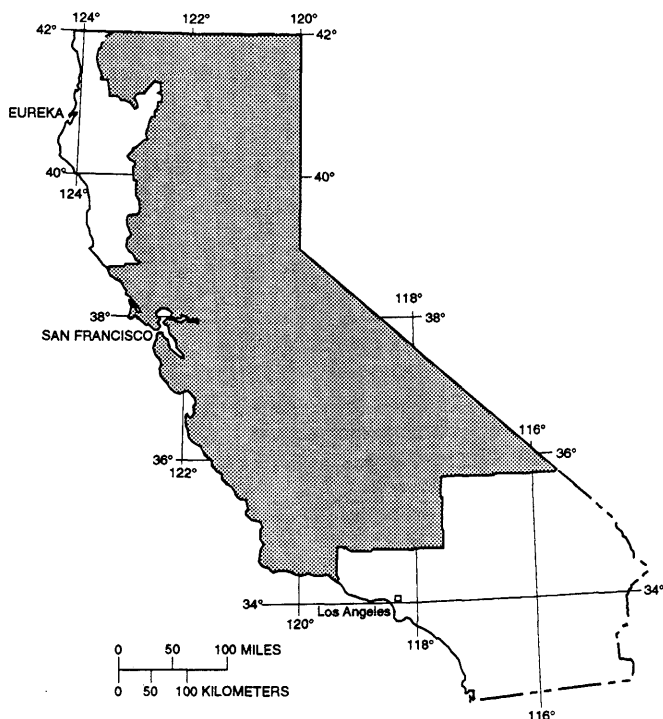 124° 122° 120°
42° 42°
EUREKA
40° 40°
124°
118°
38° 38°
SAN FRANCISCO
116°
36° 36°
122°
34° 34°
Los Angeles
120°
118°
0 50 100 MILES
0 50 100 KILOMETERS
116°